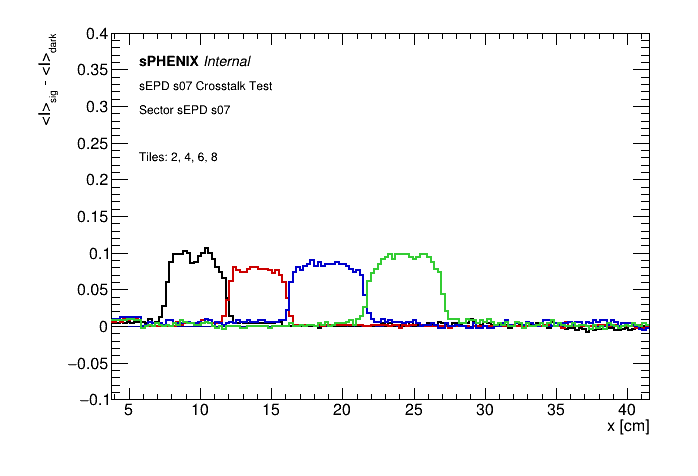 <I>sig - <I>dark
0.4
0.35
0.3
0.25
0.2
0.15
0.1
0.05
0
−0.05
−0.1
sPHENIX Internal
sEPD s07 Crosstalk Test
Sector sEPD s07
Tiles: 2, 4, 6, 8
5 10 15 20 25 30 35 40
x [cm]